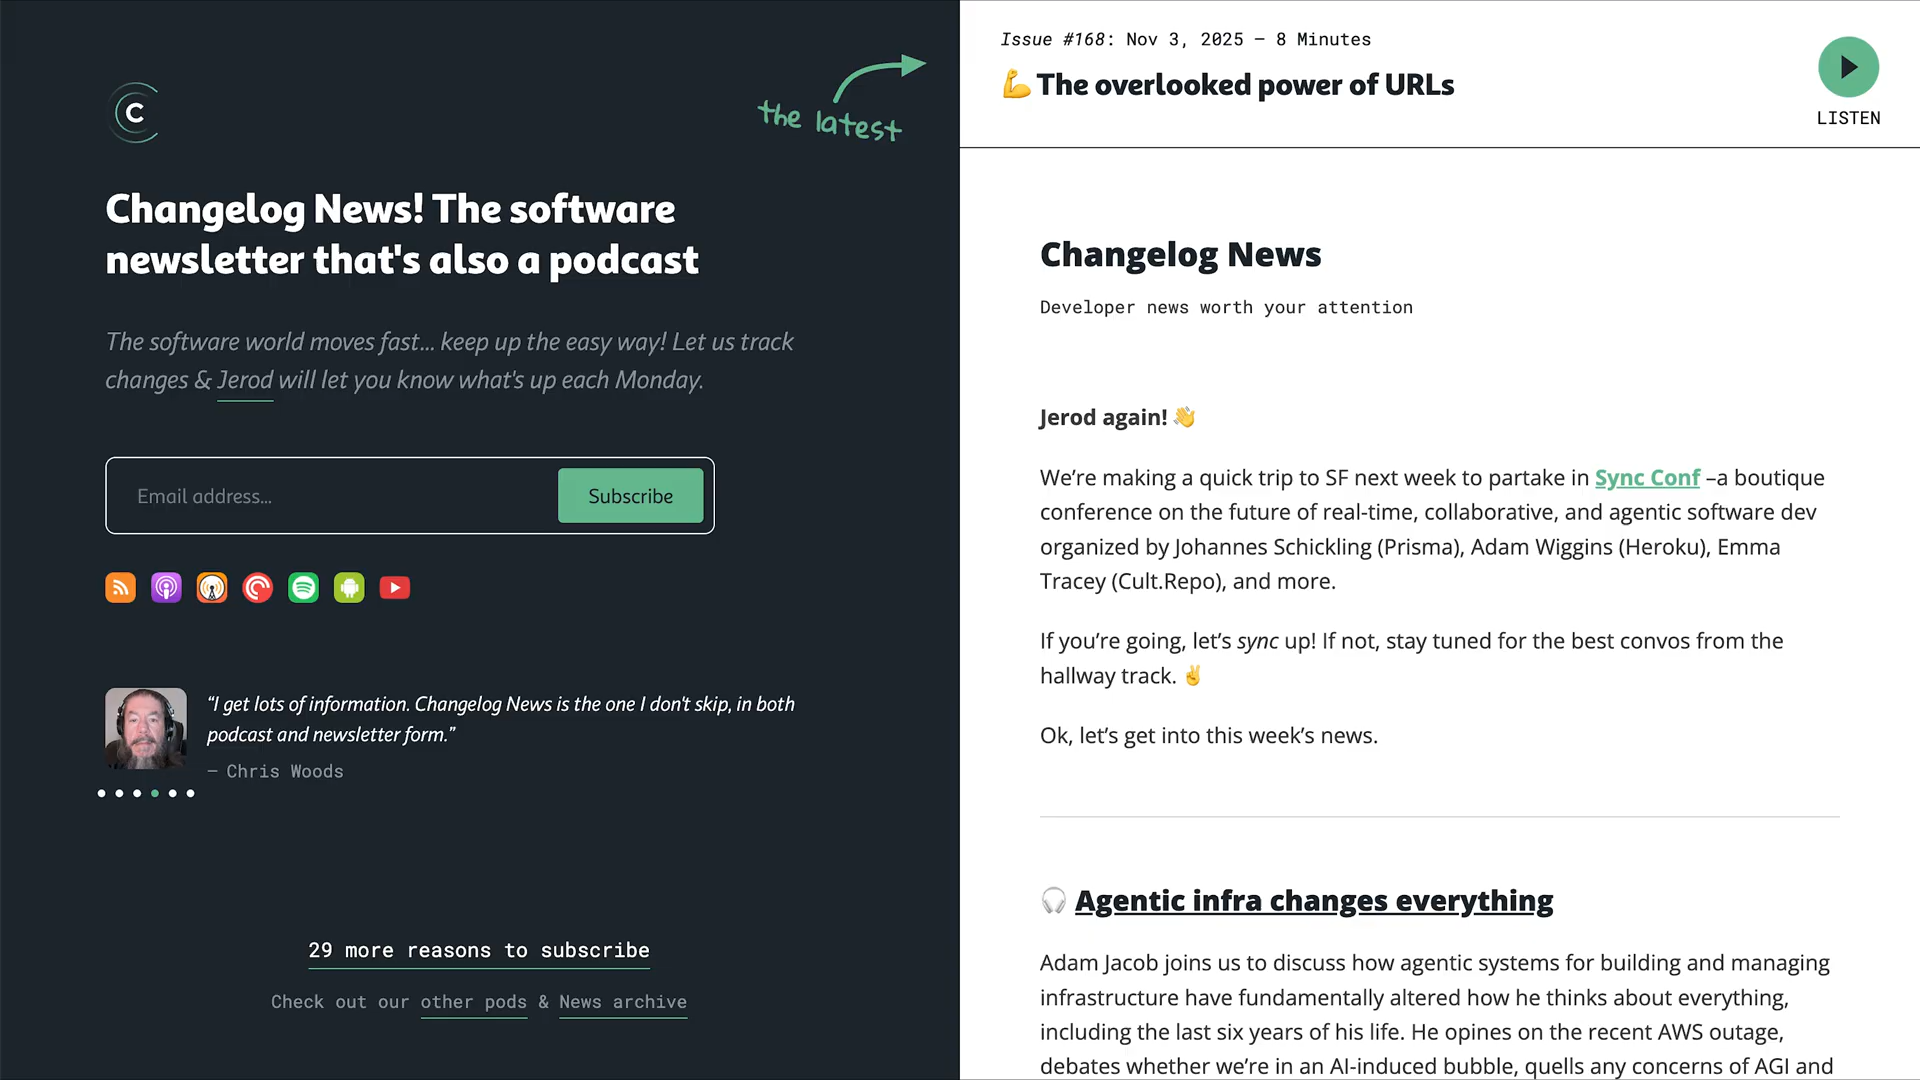 C
the latest
Changelog News! The software
newsletter that's also a podcast
The software world moves fast... keep up the easy way! Let us track
changes & Jerod will let you know what's up each Monday.
Email address...
Subscribe
“I get lots of information. Changelog News is the one I don't skip, in both
podcast and newsletter form.”
— Chris Woods
29 more reasons to subscribe
Check out our other pods & News archive
Issue #168: Nov 3, 2025 — 8 Minutes
💪 The overlooked power of URLs
LISTEN
Changelog News
Developer news worth your attention
Jerod again! 👋
We’re making a quick trip to SF next week to partake in Sync Conf –a boutique
conference on the future of real-time, collaborative, and agentic software dev
organized by Johannes Schickling (Prisma), Adam Wiggins (Heroku), Emma
Tracey (Cult.Repo), and more.
If you’re going, let’s sync up! If not, stay tuned for the best convos from the
hallway track. ✌️
Ok, let’s get into this week’s news.
🎧 Agentic infra changes everything
Adam Jacob joins us to discuss how agentic systems for building and managing
infrastructure have fundamentally altered how he thinks about everything,
including the last six years of his life. He opines on the recent AWS outage,
debates whether we’re in an AI-induced bubble, quells any concerns of AGI and